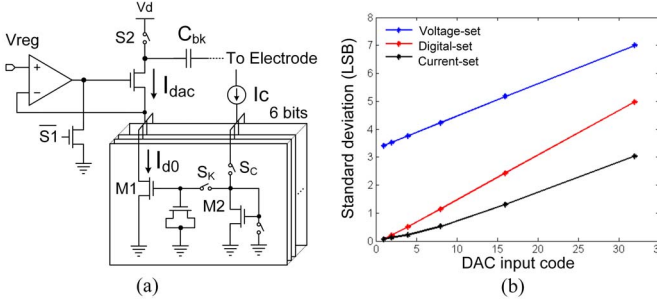 Vd
S2
Cbk
Vreg
To Electrode
+
−
Idac
Ic
6 bits
S1
Id0
SK
SC
M1
M2
(a)
Standard deviation (LSB)
8
7
6
5
4
3
2
1
0
Voltage-set
Digital-set
Current-set
0 5 10 15 20 25 30 35
DAC input code
(b)